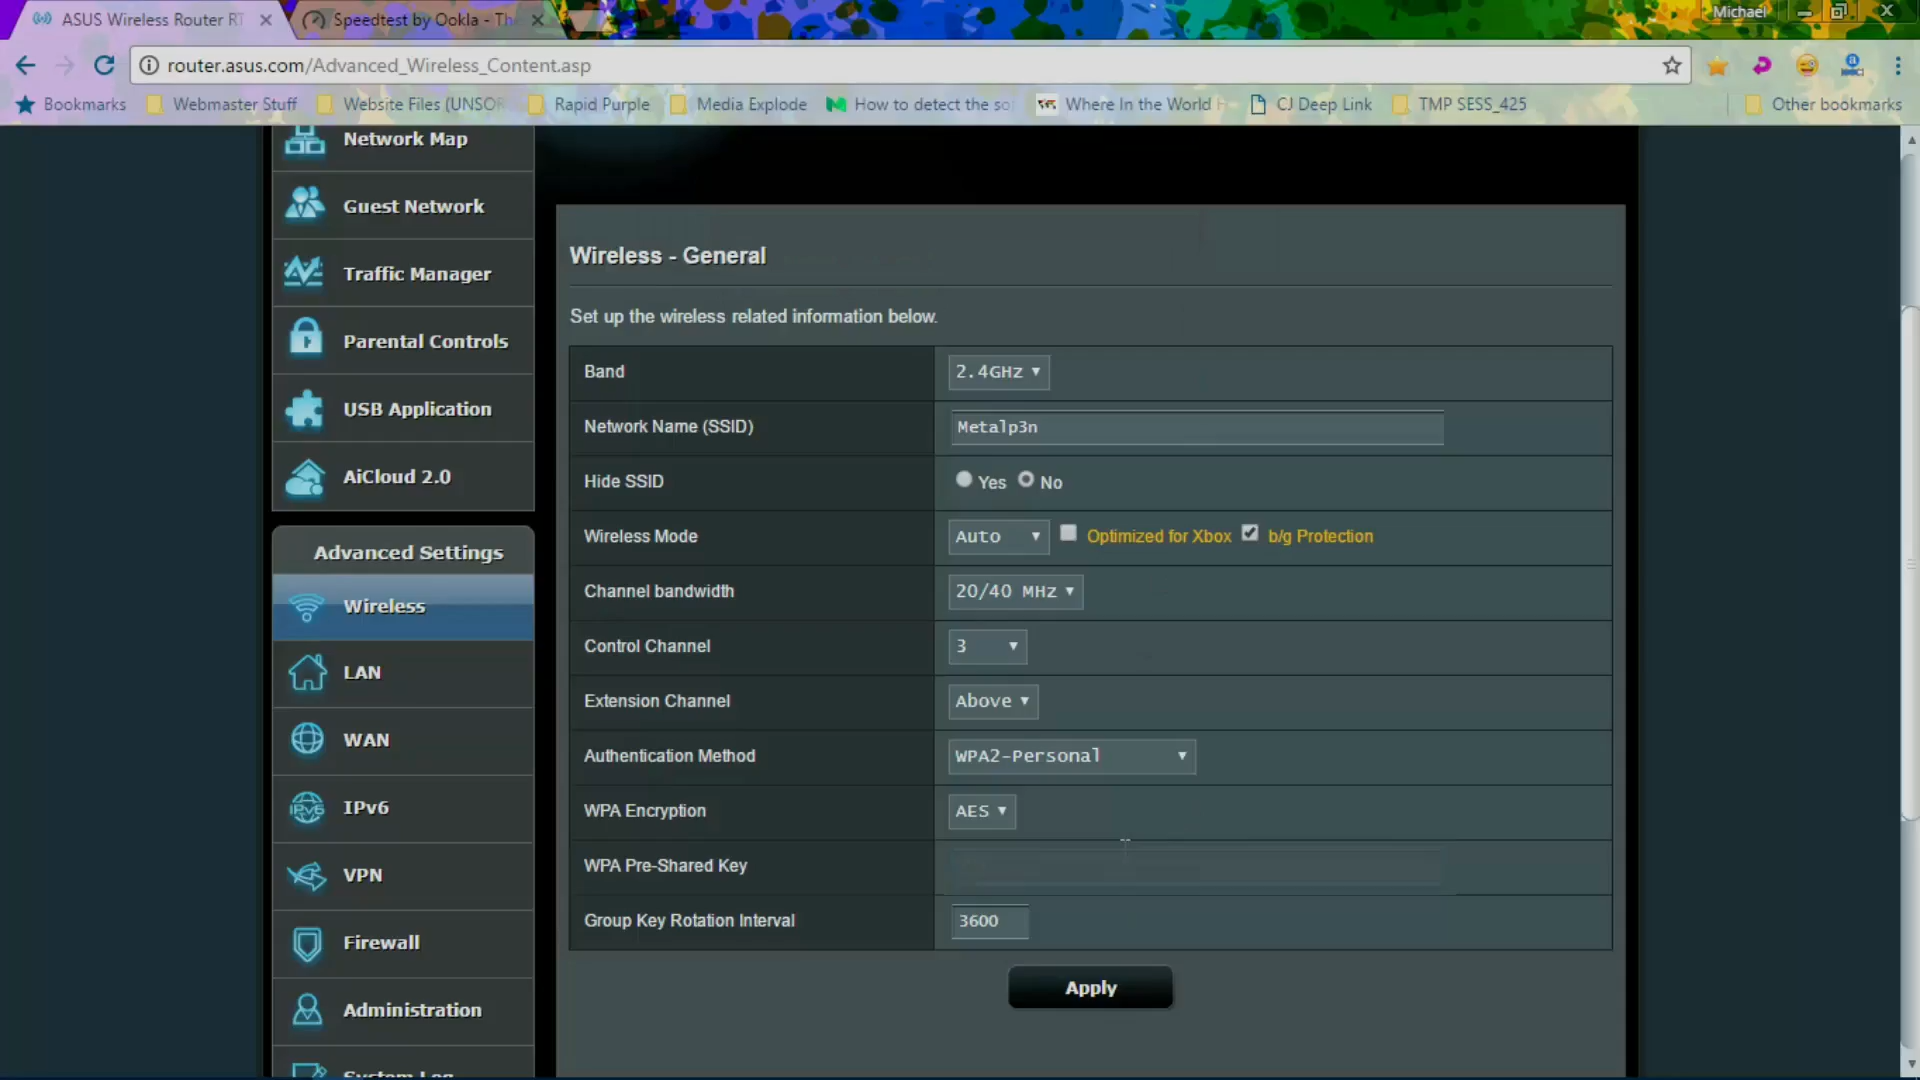 ASUS Wireless Router RT
Speedtest by Ookla - Th
Michael
router.asus.com/Advanced_Wireless_Content.asp
Bookmarks
Webmaster Stuff
Website Files (UNSOR
Rapid Purple
Media Explode
How to detect the so
Where In the World
CJ Deep Link
TMP SESS_425
Other bookmarks
Network Map
Guest Network
Traffic Manager
Parental Controls
USB Application
AiCloud 2.0
Advanced Settings
Wireless
LAN
WAN
IPv6
VPN
Firewall
Administration
System Log
Wireless - General
Set up the wireless related information below.
Band 2.4GHz
Network Name (SSID) Metalp3n
Hide SSID Yes No
Wireless Mode Auto Optimized for Xbox b/g Protection
Channel bandwidth 20/40 MHz
Control Channel 3
Extension Channel Above
Authentication Method WPA2-Personal
WPA Encryption AES
WPA Pre-Shared Key
Group Key Rotation Interval 3600
Apply